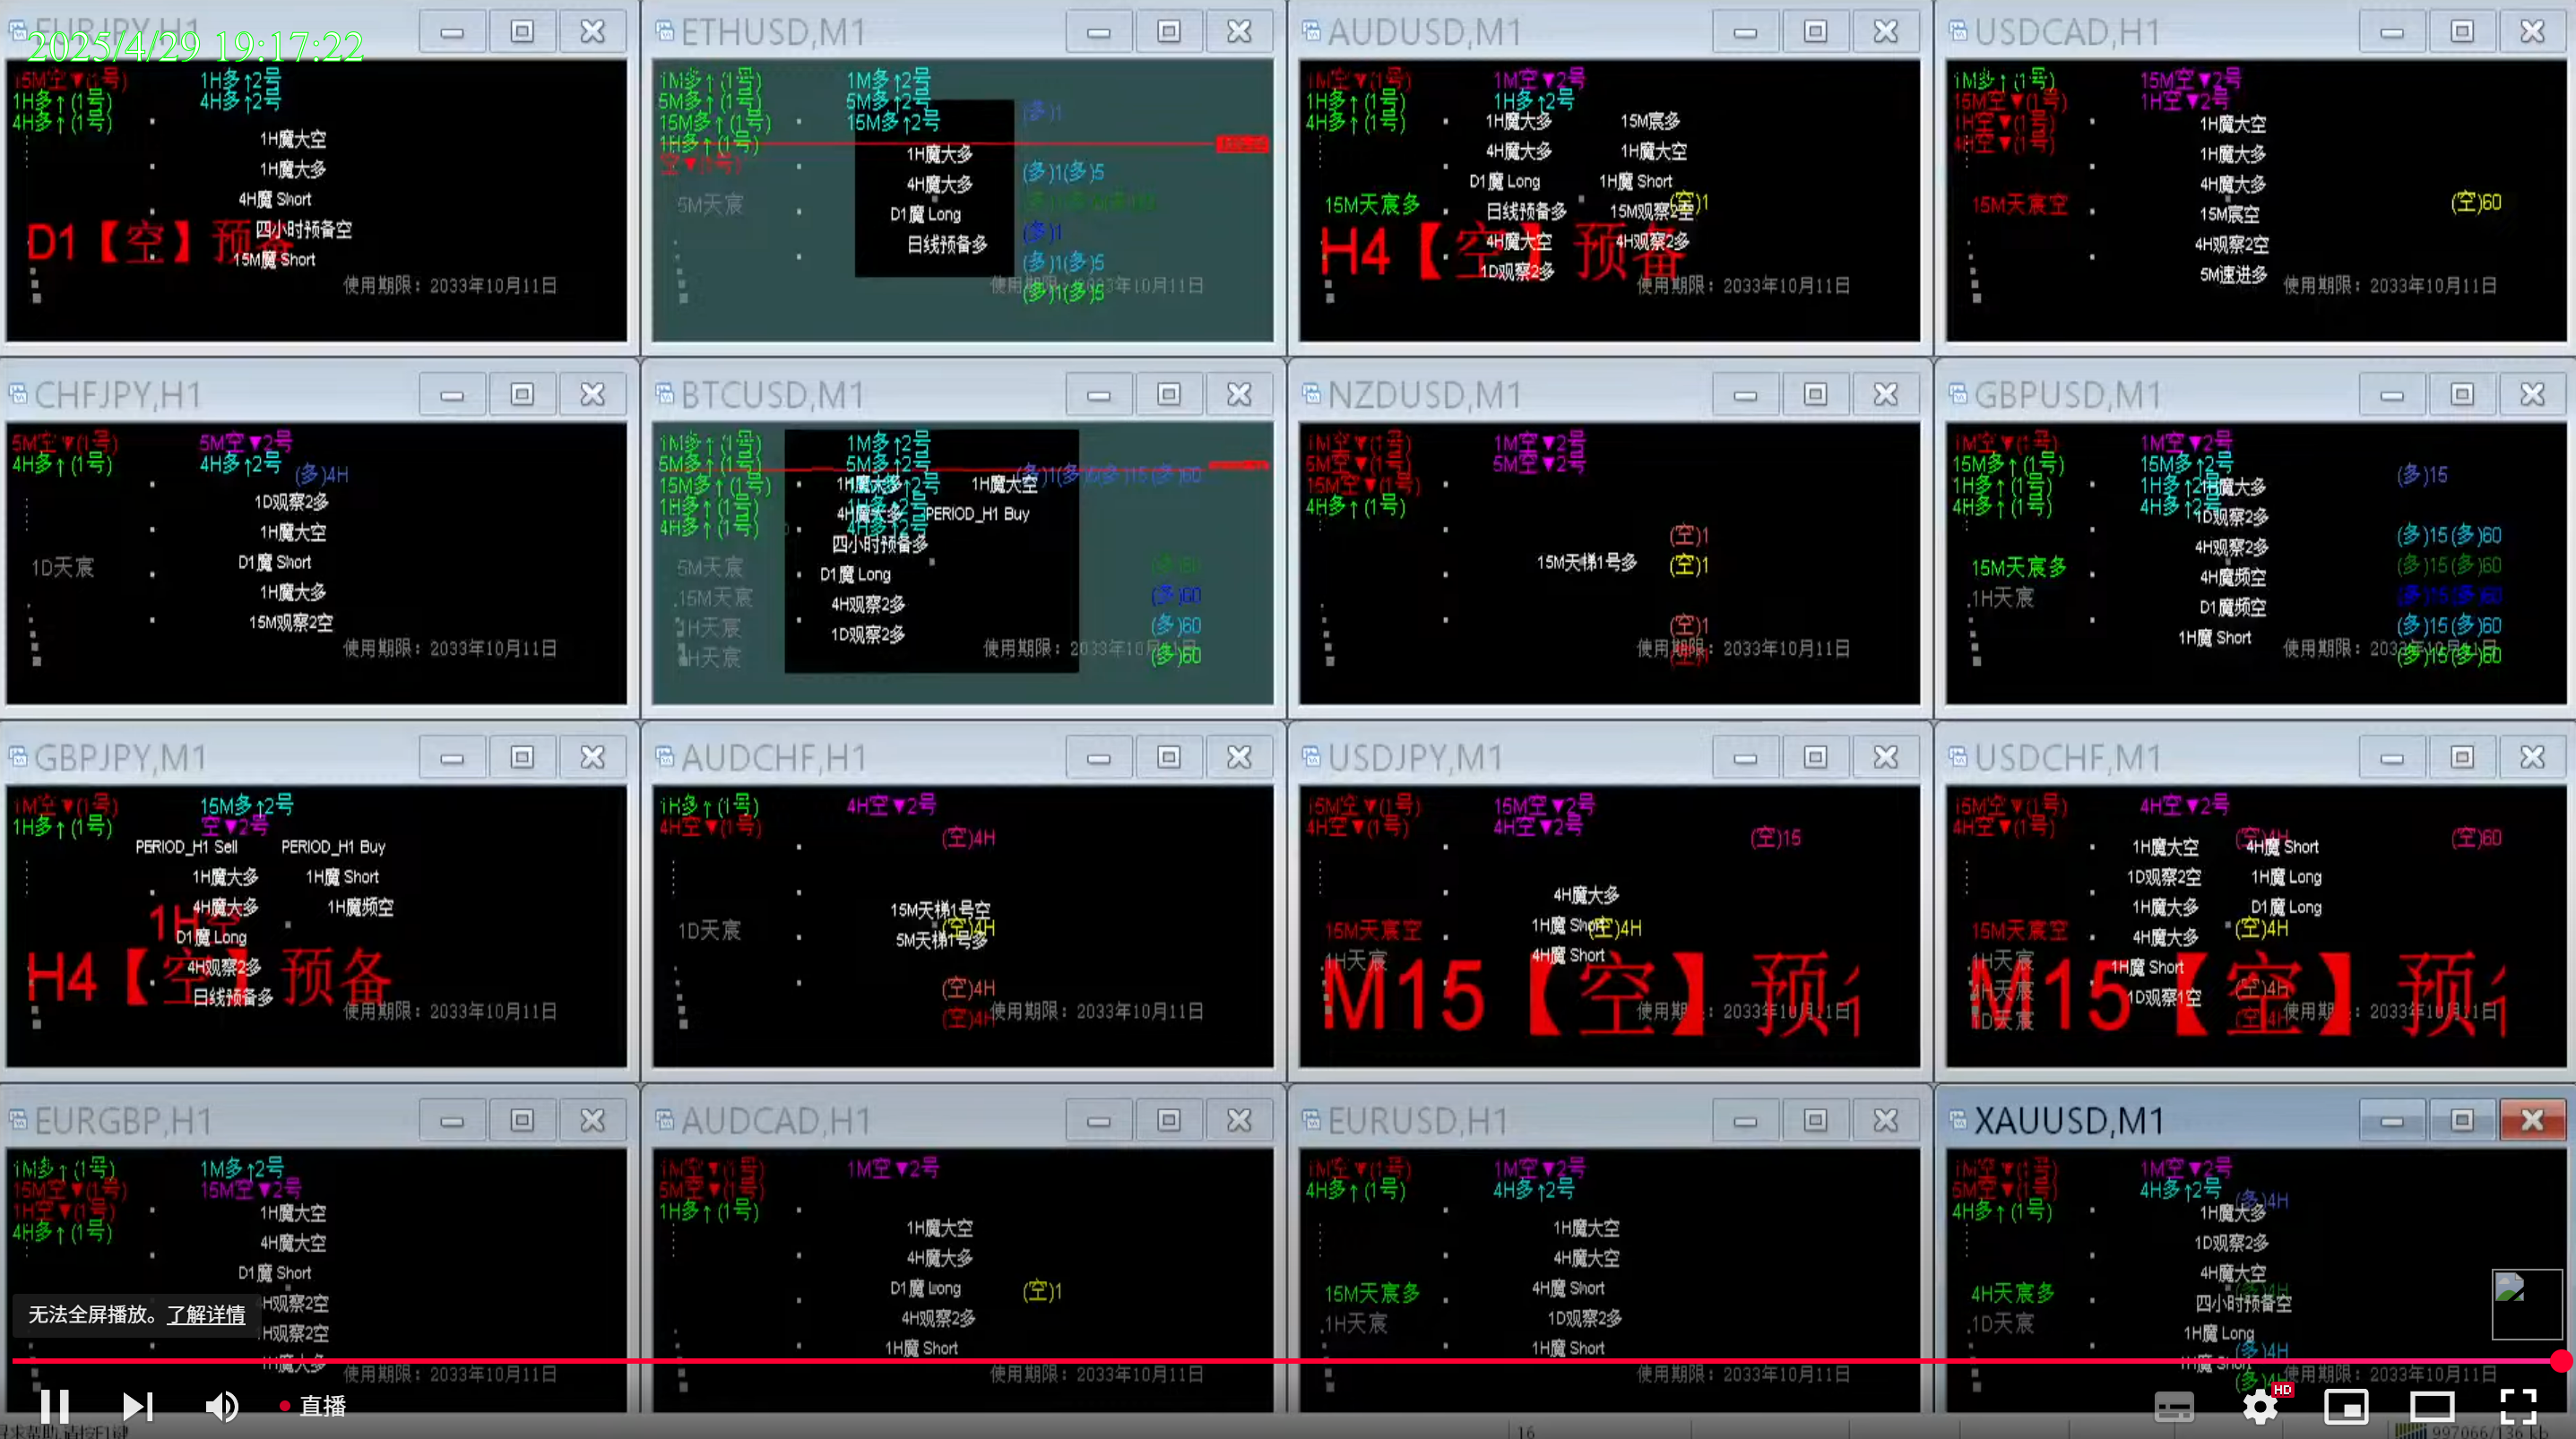 EURJPY,H1
2025/4/29 19:17:22
15M空▼(1号)
1H多↑(1号)
4H多↑(1号)
1H多↑2号
4H多↑2号
1H魔大空
1H魔大多
4H魔 Short
四小时预备空
15M魔 Short
D1【空】预备
使用期限：2033年10月11日
ETHUSD,M1
1M多↑(1号)
5M多↑(1号)
15M多↑(1号)
1H多↑(1号)
空▼(1号)
1M多↑2号
5M多↑2号
15M多↑2号
(多)1
1H魔大多
4H魔大多
D1魔 Long
日线预备多
5M天宸
(多)1(多)5
(多)1
(多)1(多)5
(多)1(多)5
使用期限：2033年10月11日
AUDUSD,M1
1M空▼(1号)
1H多↑(1号)
4H多↑(1号)
1M空▼2号
1H多↑2号
1H魔大多
15M宸多
4H魔大多
1H魔大空
D1魔 Long
1H魔 Short
15M天宸多
日线预备多
15M观察2空
(空)1
4H魔大空
4H观察2多
1D观察2多
H4【空】预备
使用期限：2033年10月11日
USDCAD,H1
1M多↑(1号)
15M空▼(1号)
1H空▼(1号)
4H空▼(1号)
15M空▼2号
1H空▼2号
1H魔大空
1H魔大多
4H魔大多
15M宸空
4H观察2空
5M速进多
15M天宸空
(空)60
使用期限：2033年10月11日
CHFJPY,H1
5M空▼(1号)
4H多↑(1号)
5M空▼2号
4H多↑2号
(多)4H
1D观察2多
1H魔大空
D1魔 Short
1H魔大多
15M观察2空
1D天宸
使用期限：2033年10月11日
BTCUSD,M1
1M多↑(1号)
5M多↑(1号)
15M多↑(1号)
1H多↑(1号)
4H多↑(1号)
1M多↑2号
5M多↑2号
1H魔大多
1H魔大空
4H魔大多
PERIOD_H1 Buy
四小时预备多
D1魔 Long
4H观察2多
1D观察2多
5M天宸
15M天宸
1H天宸
H天宸
(多)60
(多)60
(多)60
使用期限：2033年10月11日
NZDUSD,M1
1M空▼(1号)
5M空▼(1号)
15M空▼(1号)
4H多↑(1号)
1M空▼2号
5M空▼2号
15M天梯1号多
(空)1
(空)1
(空)1
使用期限：2033年10月11日
GBPUSD,M1
1M空▼(1号)
15M多↑(1号)
1H多↑(1号)
4H多↑(1号)
1M空▼2号
15M多↑2号
1H多↑2号
4H多↑2号
1H魔大多
1D观察2多
4H观察2多
4H魔频空
D1魔频空
1H魔 Short
15M天宸多
1H天宸
(多)15
(多)15(多)60
(多)15(多)60
(多)15(多)60
(多)15(多)60
(多)15(多)60
使用期限：2033年10月11日
GBPJPY,M1
1M空▼(1号)
1H多↑(1号)
15M多↑2号
空▼2号
PERIOD_H1 Sell
PERIOD_H1 Buy
1H魔大多
1H魔 Short
4H魔大多
1H魔频空
1H空
D1魔 Long
4H观察2多
日线预备多
H4【空】预备
使用期限：2033年10月11日
AUDCHF,H1
1H多↑(1号)
4H空▼(1号)
4H空▼2号
(空)4H
15M天梯1号空
5M天梯1号多
1D天宸
(空)4H
(空)4H
(空)4H
使用期限：2033年10月11日
USDJPY,M1
15M空▼(1号)
4H空▼(1号)
15M空▼2号
4H空▼2号
(空)15
4H魔大多
1H魔 Short
4H魔 Short
(空)4H
15M天宸空
1H天宸
M15【空】预
使用期限：2033年10月11日
USDCHF,M1
15M空▼(1号)
4H空▼(1号)
4H空▼2号
(空)4H
(空)60
1H魔大空
4H魔 Short
1D观察2空
1H魔 Long
1H魔大多
D1魔 Long
4H魔大多
(空)4H
1H魔 Short
1D观察1空
15M天宸空
1H天宸
4H天宸
1D天宸
(空)4H
(空)4H
M15【空】预
使用期限：2033年10月11日
EURGBP,H1
1M多↑(1号)
15M空▼(1号)
1H空▼(1号)
4H多↑(1号)
1M多↑2号
15M空▼2号
1H魔大空
4H魔大空
D1魔 Short
H观察2空
H观察2空
1H魔大多
使用期限：2033年10月11日
AUDCAD,H1
1M空▼(1号)
5M空▼(1号)
1H多↑(1号)
1M空▼2号
1H魔大空
4H魔大多
D1魔 Long
4H观察2多
1H魔 Short
(空)1
使用期限：2033年10月11日
EURUSD,H1
1M空▼(1号)
4H多↑(1号)
1M空▼2号
4H多↑2号
1H魔大空
4H魔大空
4H魔 Short
1D观察2多
1H魔 Short
15M天宸多
1H天宸
使用期限：2033年10月11日
XAUUSD,M1
1M空▼(1号)
5M空▼(1号)
4H多↑(1号)
1M空▼2号
4H多↑2号
(多)4H
1H魔大多
1D观察2多
4H魔大空
四小时预备空
1H魔 Long
1H魔 Short
4H天宸多
1D天宸
(多)4H
(多)4H
使用期限：2033年10月11日
无法全屏播放。了解详情
直播
HD
16
997066/136 kb